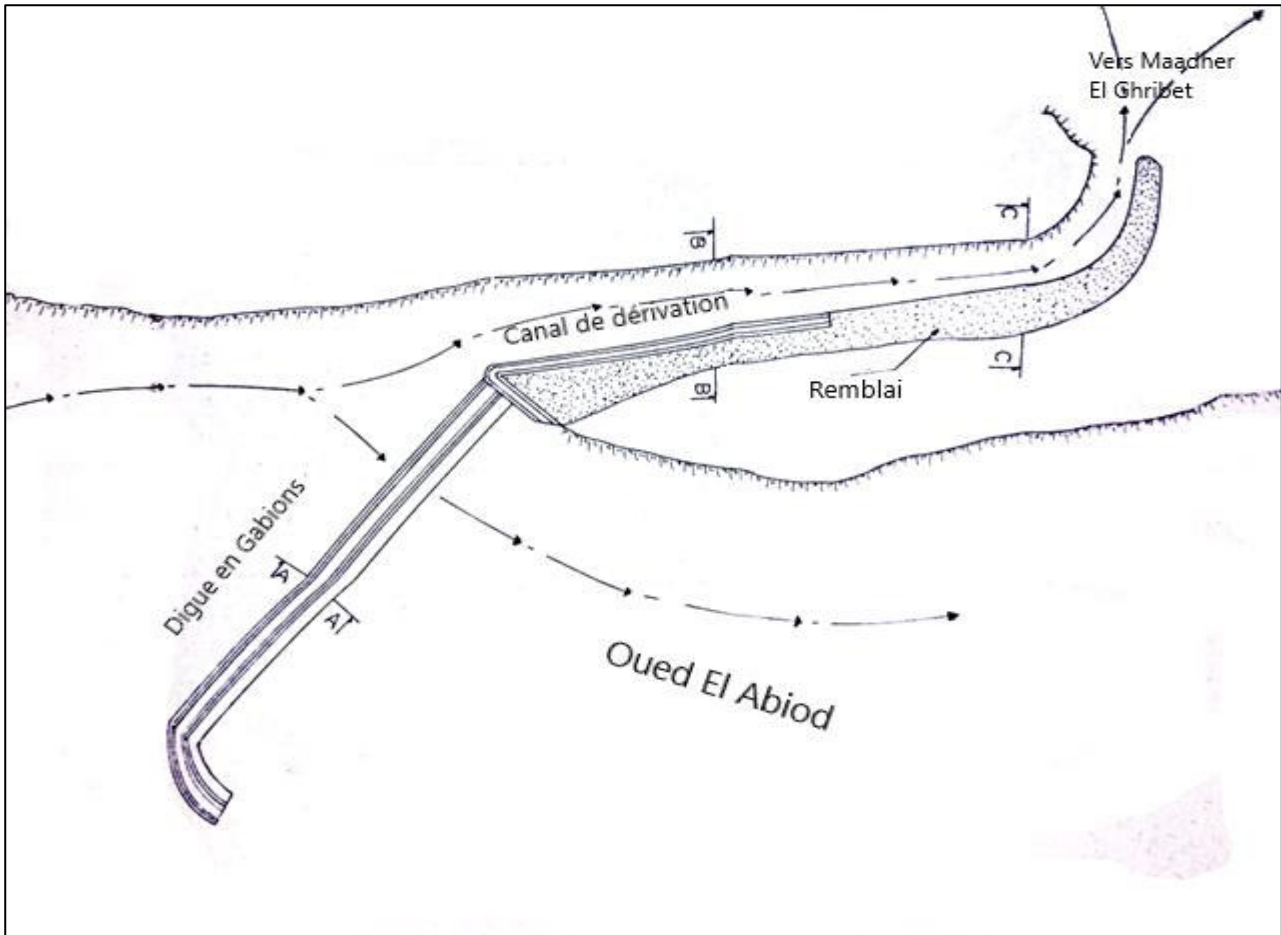 Vers Maadher
El Ghribet
C
B
Canal de dérivation
C
B
Remblai
Digue en Gabions
A
A
Oued El Abiod